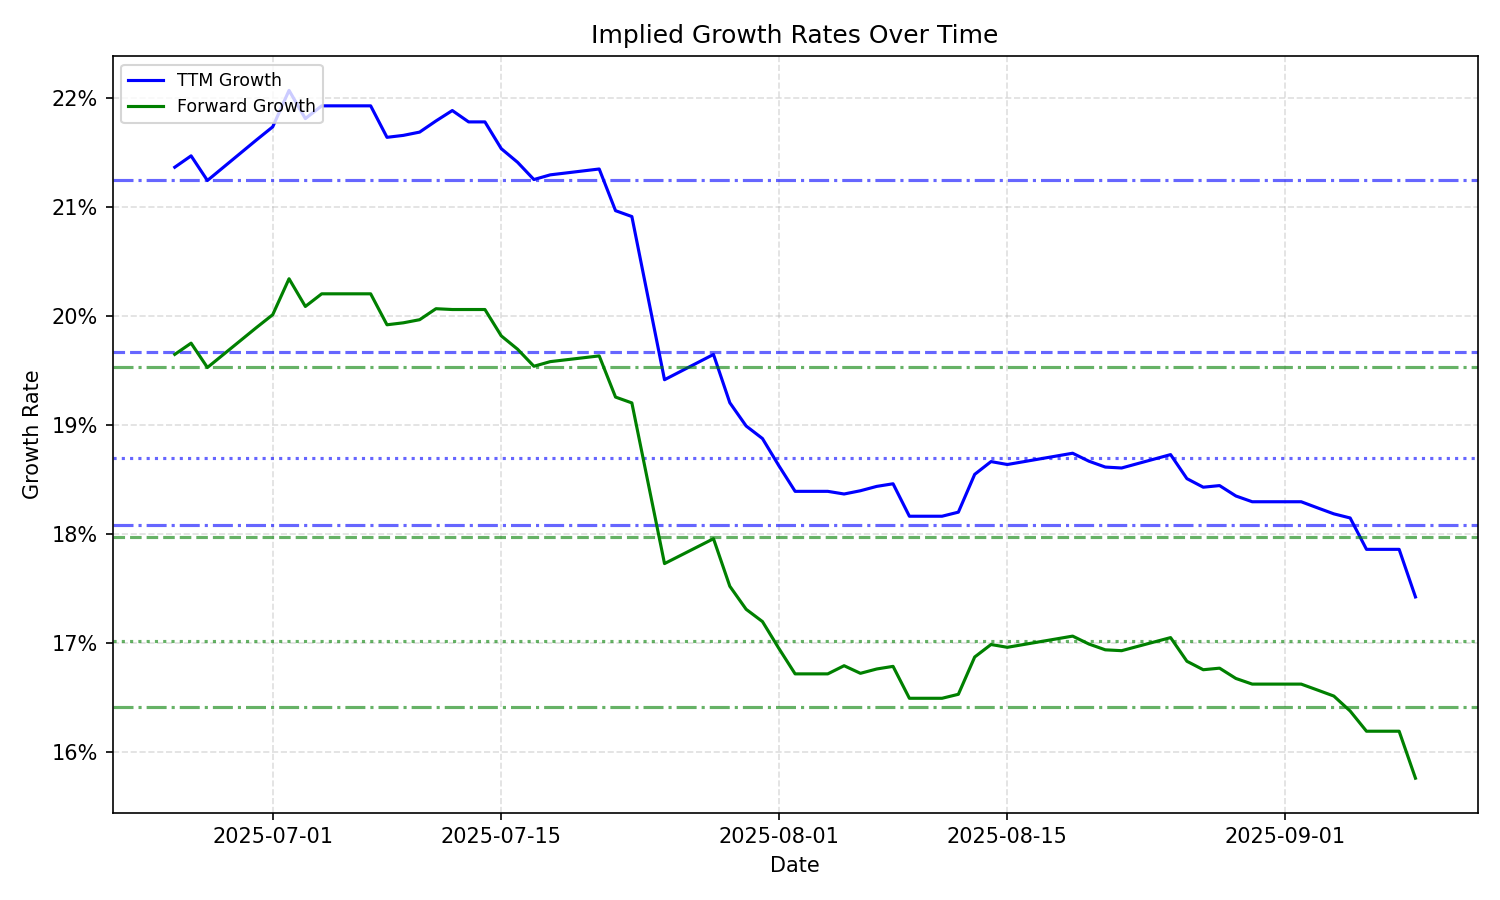 Implied Growth Rates Over Time
TTM Growth
Forward Growth
22%
21%
20%
19%
18%
17%
16%
Growth Rate
2025-07-01
2025-07-15
2025-08-01
2025-08-15
2025-09-01
Date